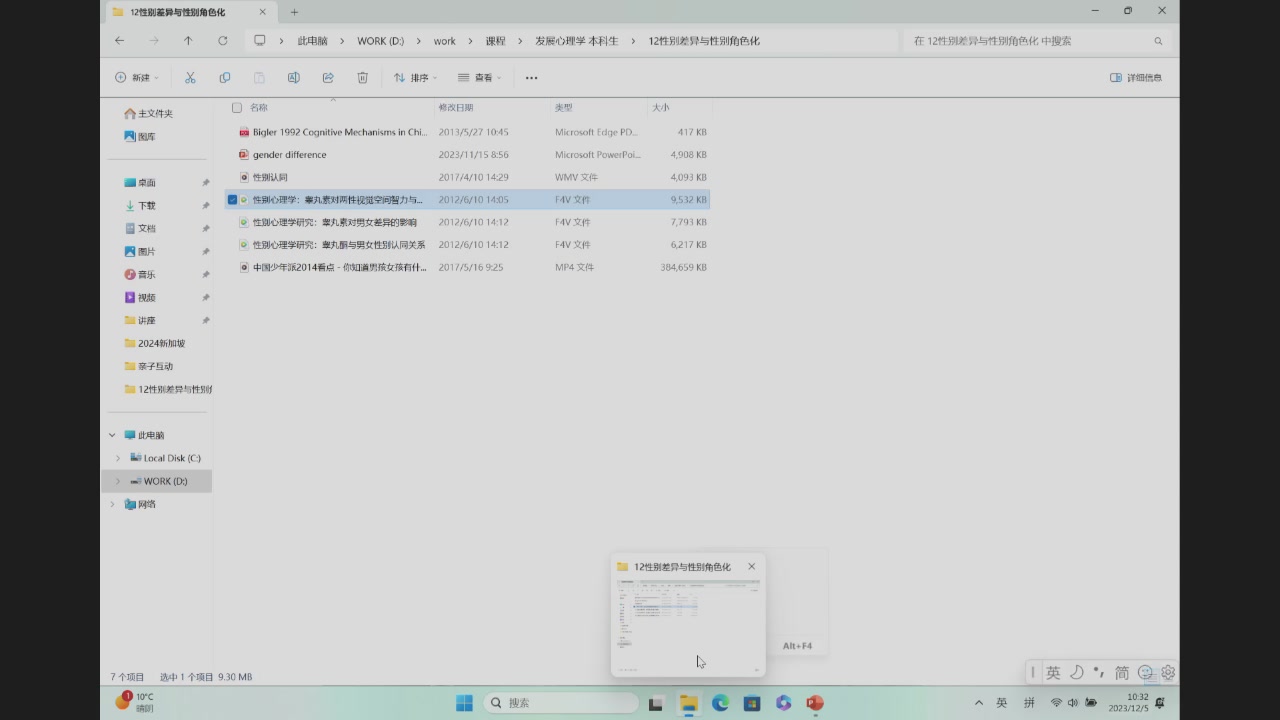 12性别差异与性别角色化
此电脑 > WORK (D:) > work > 课程 > 发展心理学 本科生 > 12性别差异与性别角色化
在 12性别差异与性别角色化 中搜索
新建 排序 查看 ... 详细信息
主文件夹
图库
桌面
下载
文档
图片
音乐
视频
讲座
2024新加坡
亲子互动
12性别差异与性别角
此电脑
Local Disk (C:)
WORK (D:)
网络
名称 修改日期 类型 大小
Bigler 1992 Cognitive Mechanisms in Chi... 2013/5/27 10:45 Microsoft Edge PD... 417 KB
gender difference 2023/11/15 8:56 Microsoft PowerPoi... 4,908 KB
性别认同 2017/4/10 14:29 WMV 文件 4,093 KB
性别心理学：睾丸素对两性视觉空间智力与... 2012/6/10 14:05 F4V 文件 9,532 KB
性别心理学研究：睾丸素对男女差异的影响 2012/6/10 14:12 F4V 文件 7,793 KB
性别心理学研究：睾丸酮与男女性别认同关系 2012/6/10 14:12 F4V 文件 6,217 KB
中国少年派2014看点 - 你知道男孩女孩有什... 2017/5/16 9:25 MP4 文件 384,659 KB
12性别差异与性别角色化
Alt+F4
7 个项目 选中 1 个项目 9.30 MB
英 简
1
10°C
晴朗
搜索
英 拼
10:32
2023/12/5